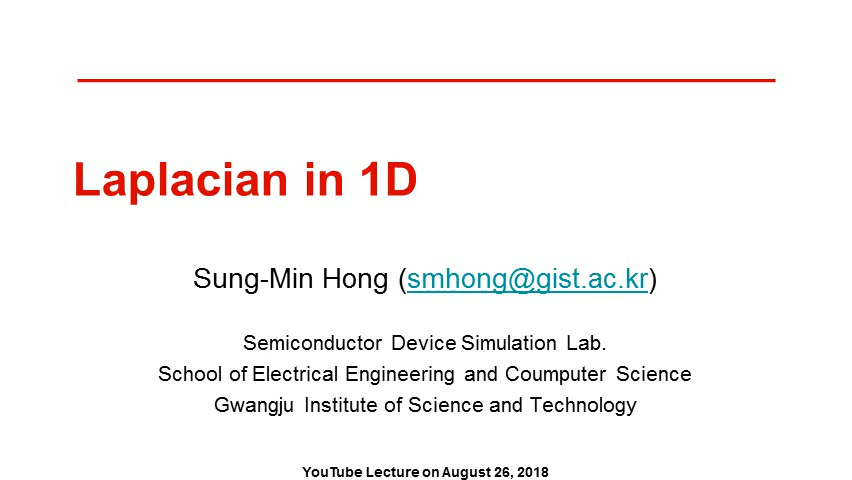 Laplacian in 1D
Sung-Min Hong (smhong@gist.ac.kr)
Semiconductor Device Simulation Lab.
School of Electrical Engineering and Coumputer Science
Gwangju Institute of Science and Technology
YouTube Lecture on August 26, 2018